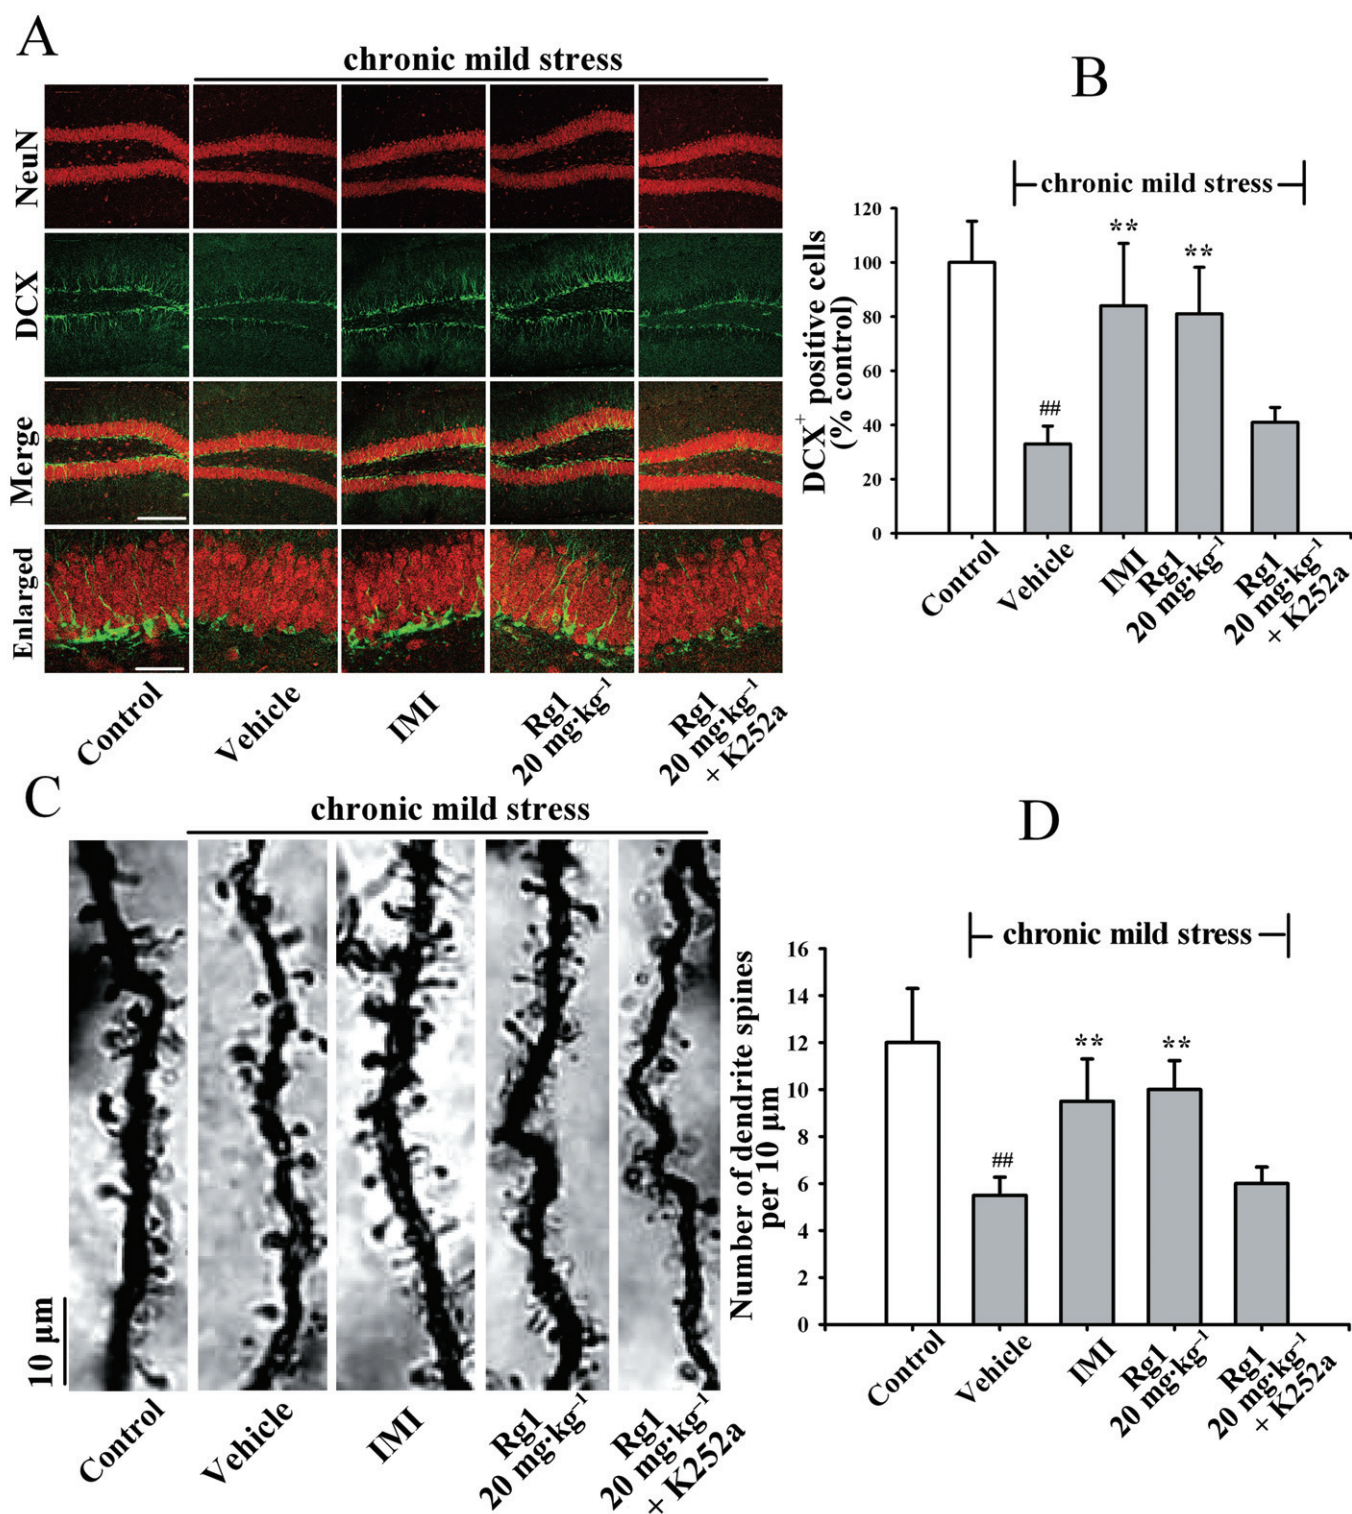 A
chronic mild stress
NeuN
DCX
Merge
Enlarged
Control
Vehicle
IMI
Rg1
20 mg·kg⁻¹
Rg1
20 mg·kg⁻¹
+ K252a
B
chronic mild stress
DCX⁺ positive cells
(% control)
120
100
80
60
40
20
0
##
**
**
Control
Vehicle
IMI
Rg1
20 mg·kg⁻¹
Rg1
20 mg·kg⁻¹
+ K252a
C
chronic mild stress
10 µm
Control
Vehicle
IMI
Rg1
20 mg·kg⁻¹
Rg1
20 mg·kg⁻¹
+ K252a
D
chronic mild stress
Number of dendrite spines
per 10 µm
16
14
12
10
8
6
4
2
0
##
**
**
Control
Vehicle
IMI
Rg1
20 mg·kg⁻¹
Rg1
20 mg·kg⁻¹
+ K252a